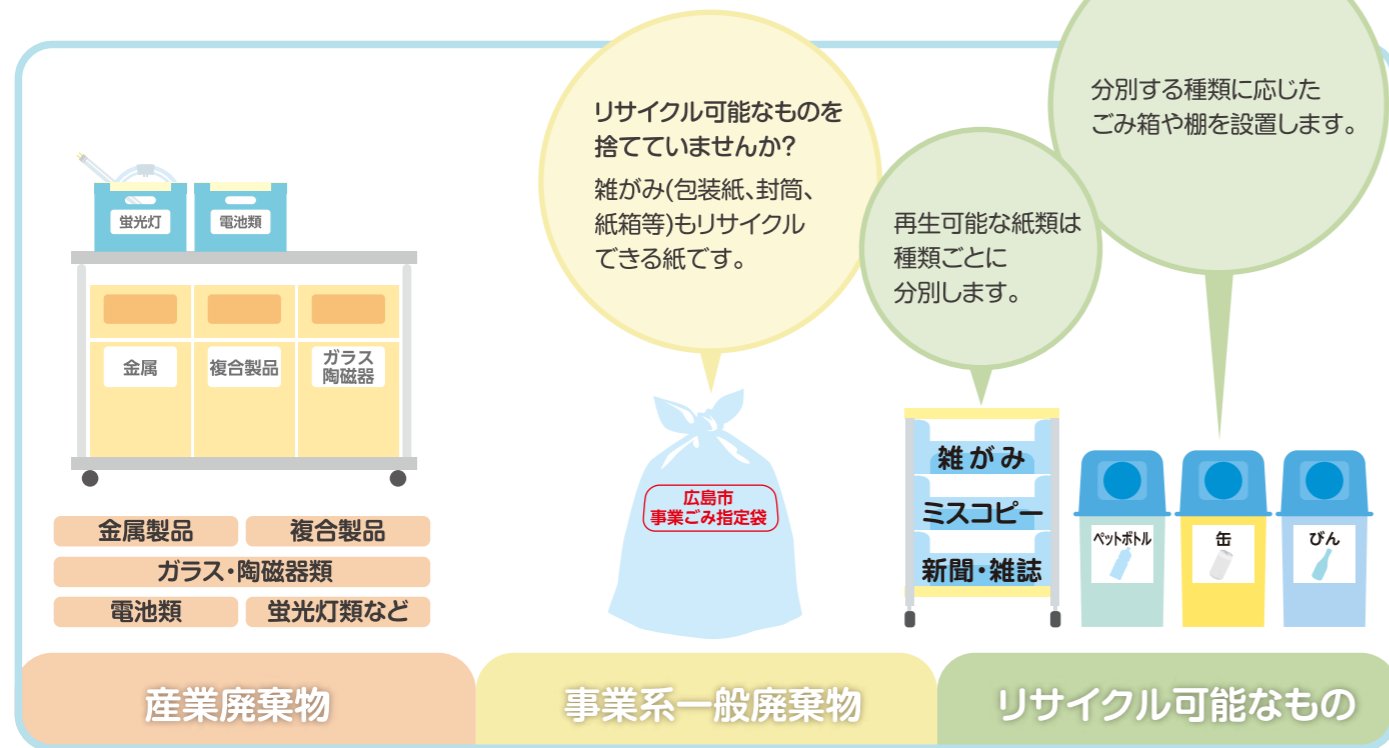 リサイクル可能なものを
捨てていませんか?
雑がみ(包装紙、封筒、
紙箱等)もリサイクル
できる紙です。
再生可能な紙類は
種類ごとに
分別します。
分別する種類に応じた
ごみ箱や棚を設置します。
蛍光灯
電池類
金属
複合製品
ガラス
陶磁器
金属製品
複合製品
ガラス・陶磁器類
電池類
蛍光灯類など
広島市
事業ごみ指定袋
雑がみ
ミスコピー
新聞・雑誌
ペットボトル
缶
びん
産業廃棄物
事業系一般廃棄物
リサイクル可能なもの